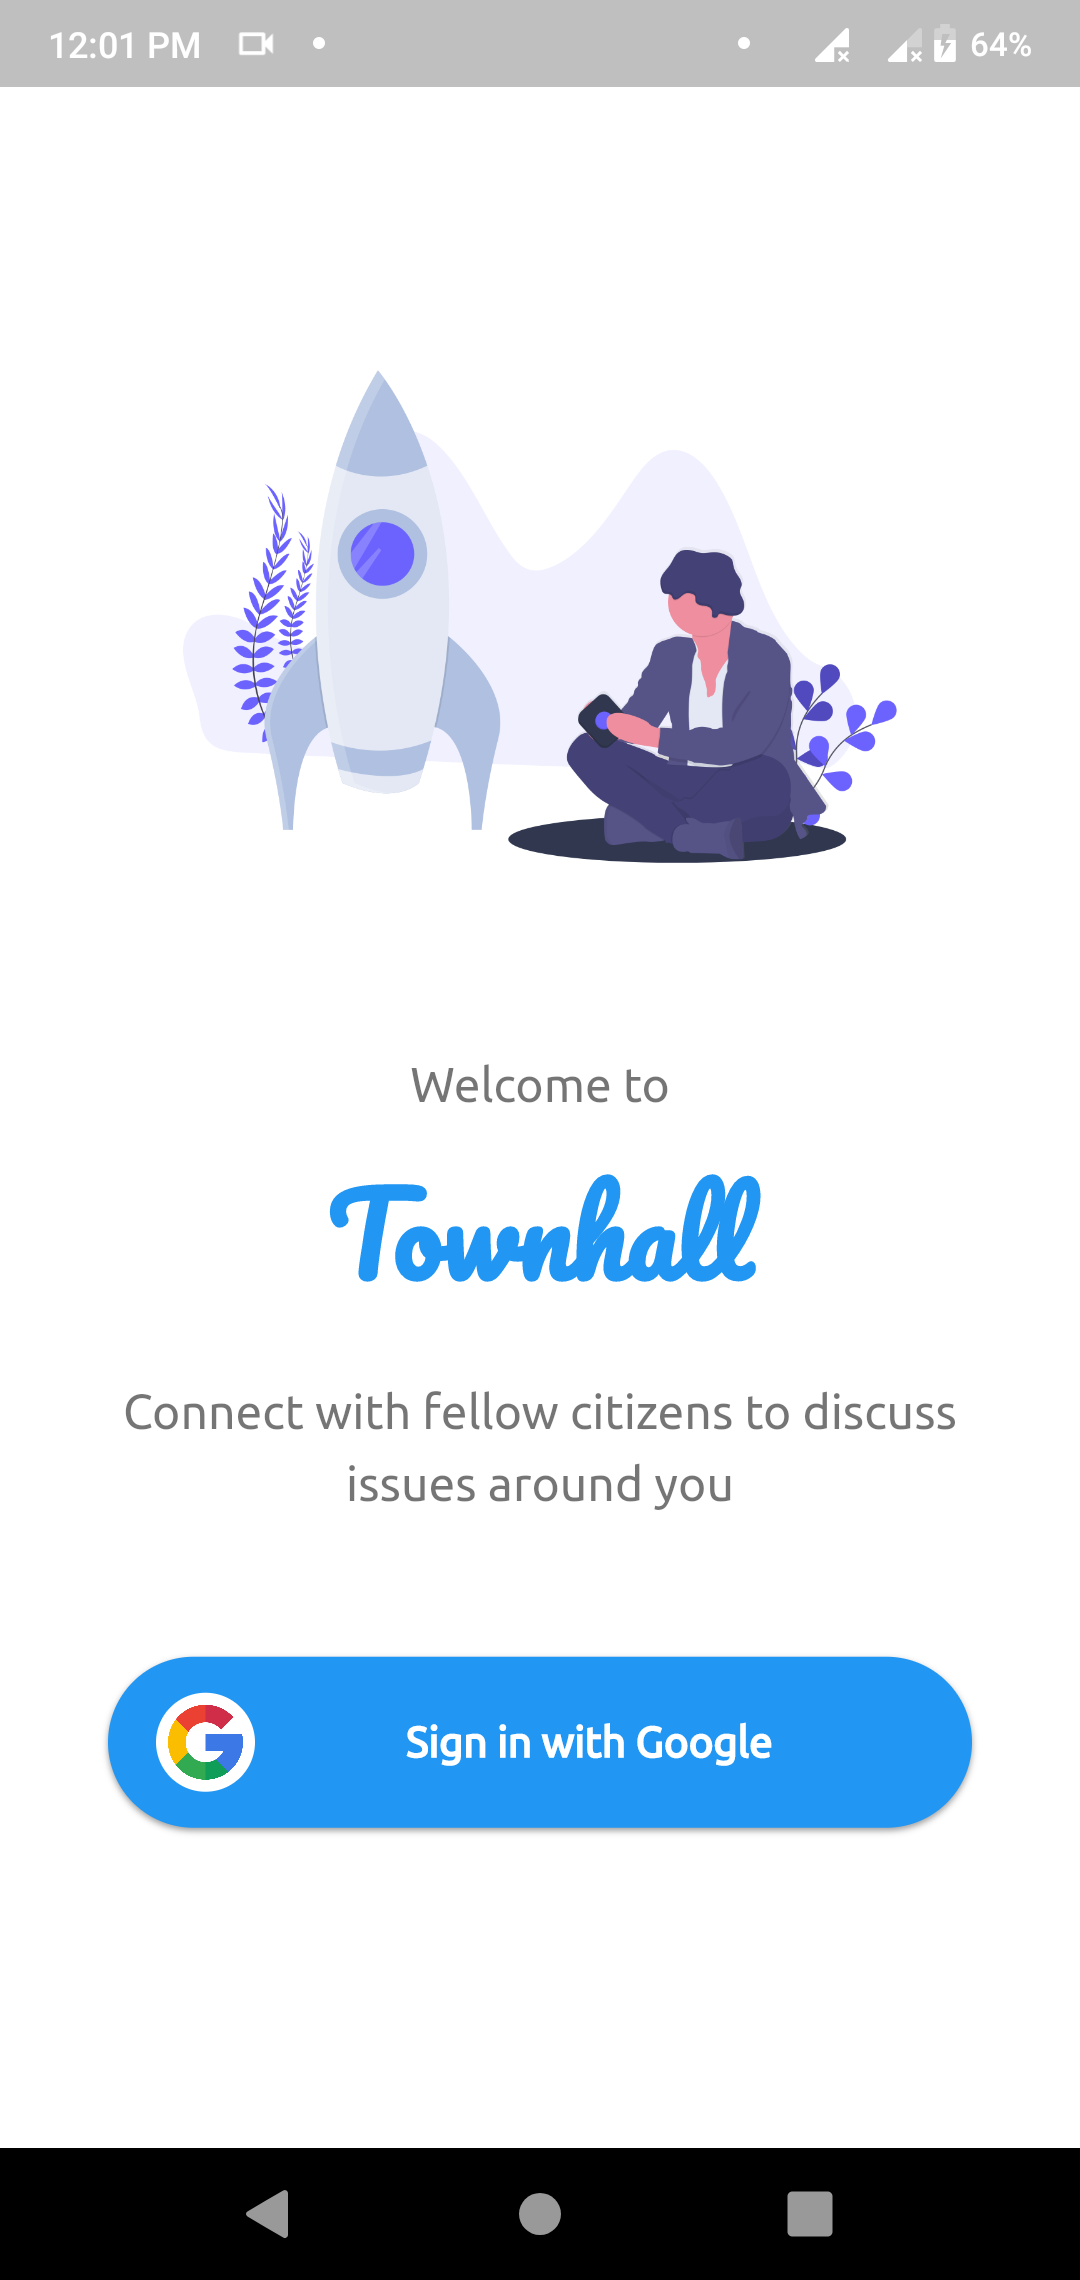 12:01 PM 64%
Welcome to
Townhall
Connect with fellow citizens to discuss
issues around you
Sign in with Google